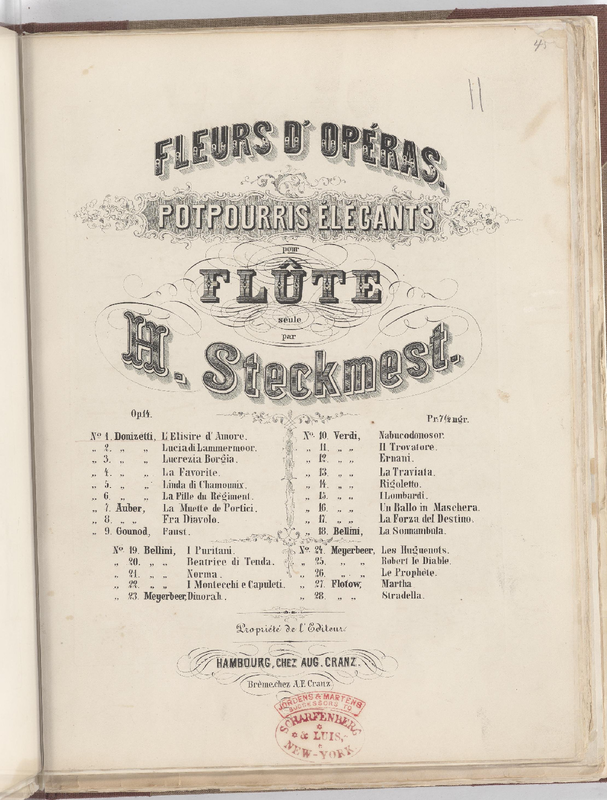 45
11
FLEURS D'OPÉRAS.
POTPOURRIS ÉLÉGANTS
pour
FLÛTE
seule
par
H. Steckmest.
Op.14. Pr. 7½ ngr.
No. 1. Donizetti, L'Elisire d'Amore.
„ 2. „ „ Lucia di Lammermoor.
„ 3. „ „ Lucrezia Borgia.
„ 4. „ „ La Favorite.
„ 5. „ „ Linda di Chamounix.
„ 6. „ „ La Fille du Régiment.
„ 7. Auber, La Muette de Portici.
„ 8. „ „ Fra Diavolo.
„ 9. Gounod, Faust.
No. 10. Verdi, Nabucodonosor.
„ 11. „ „ Il Trovatore.
„ 12. „ „ Ernani.
„ 13. „ „ La Traviata.
„ 14. „ „ Rigoletto.
„ 15. „ „ I Lombardi.
„ 16. „ „ Un Ballo in Maschera.
„ 17. „ „ La Forza del Destino.
„ 18. Bellini, La Sonnambula.
No. 19. Bellini, I Puritani.
„ 20. „ „ Beatrice di Tenda.
„ 21. „ „ Norma.
„ 22. „ „ I Montecchi e Capuleti.
„ 23. Meyerbeer, Dinorah.
No. 24. Meyerbeer, Les Huguenots.
„ 25. „ „ Robert le Diable.
„ 26. „ „ Le Prophète.
„ 27. Flotow, Martha
„ 28. „ „ Stradella.
Propriété de l'Editeur.
HAMBOURG, CHEZ AUG. CRANZ.
Brême, chez A.F. Cranz
JORDENS & MARTENS
SUCCESSORS TO
SCHARFENBERG
& LUIS,
NEW-YORK